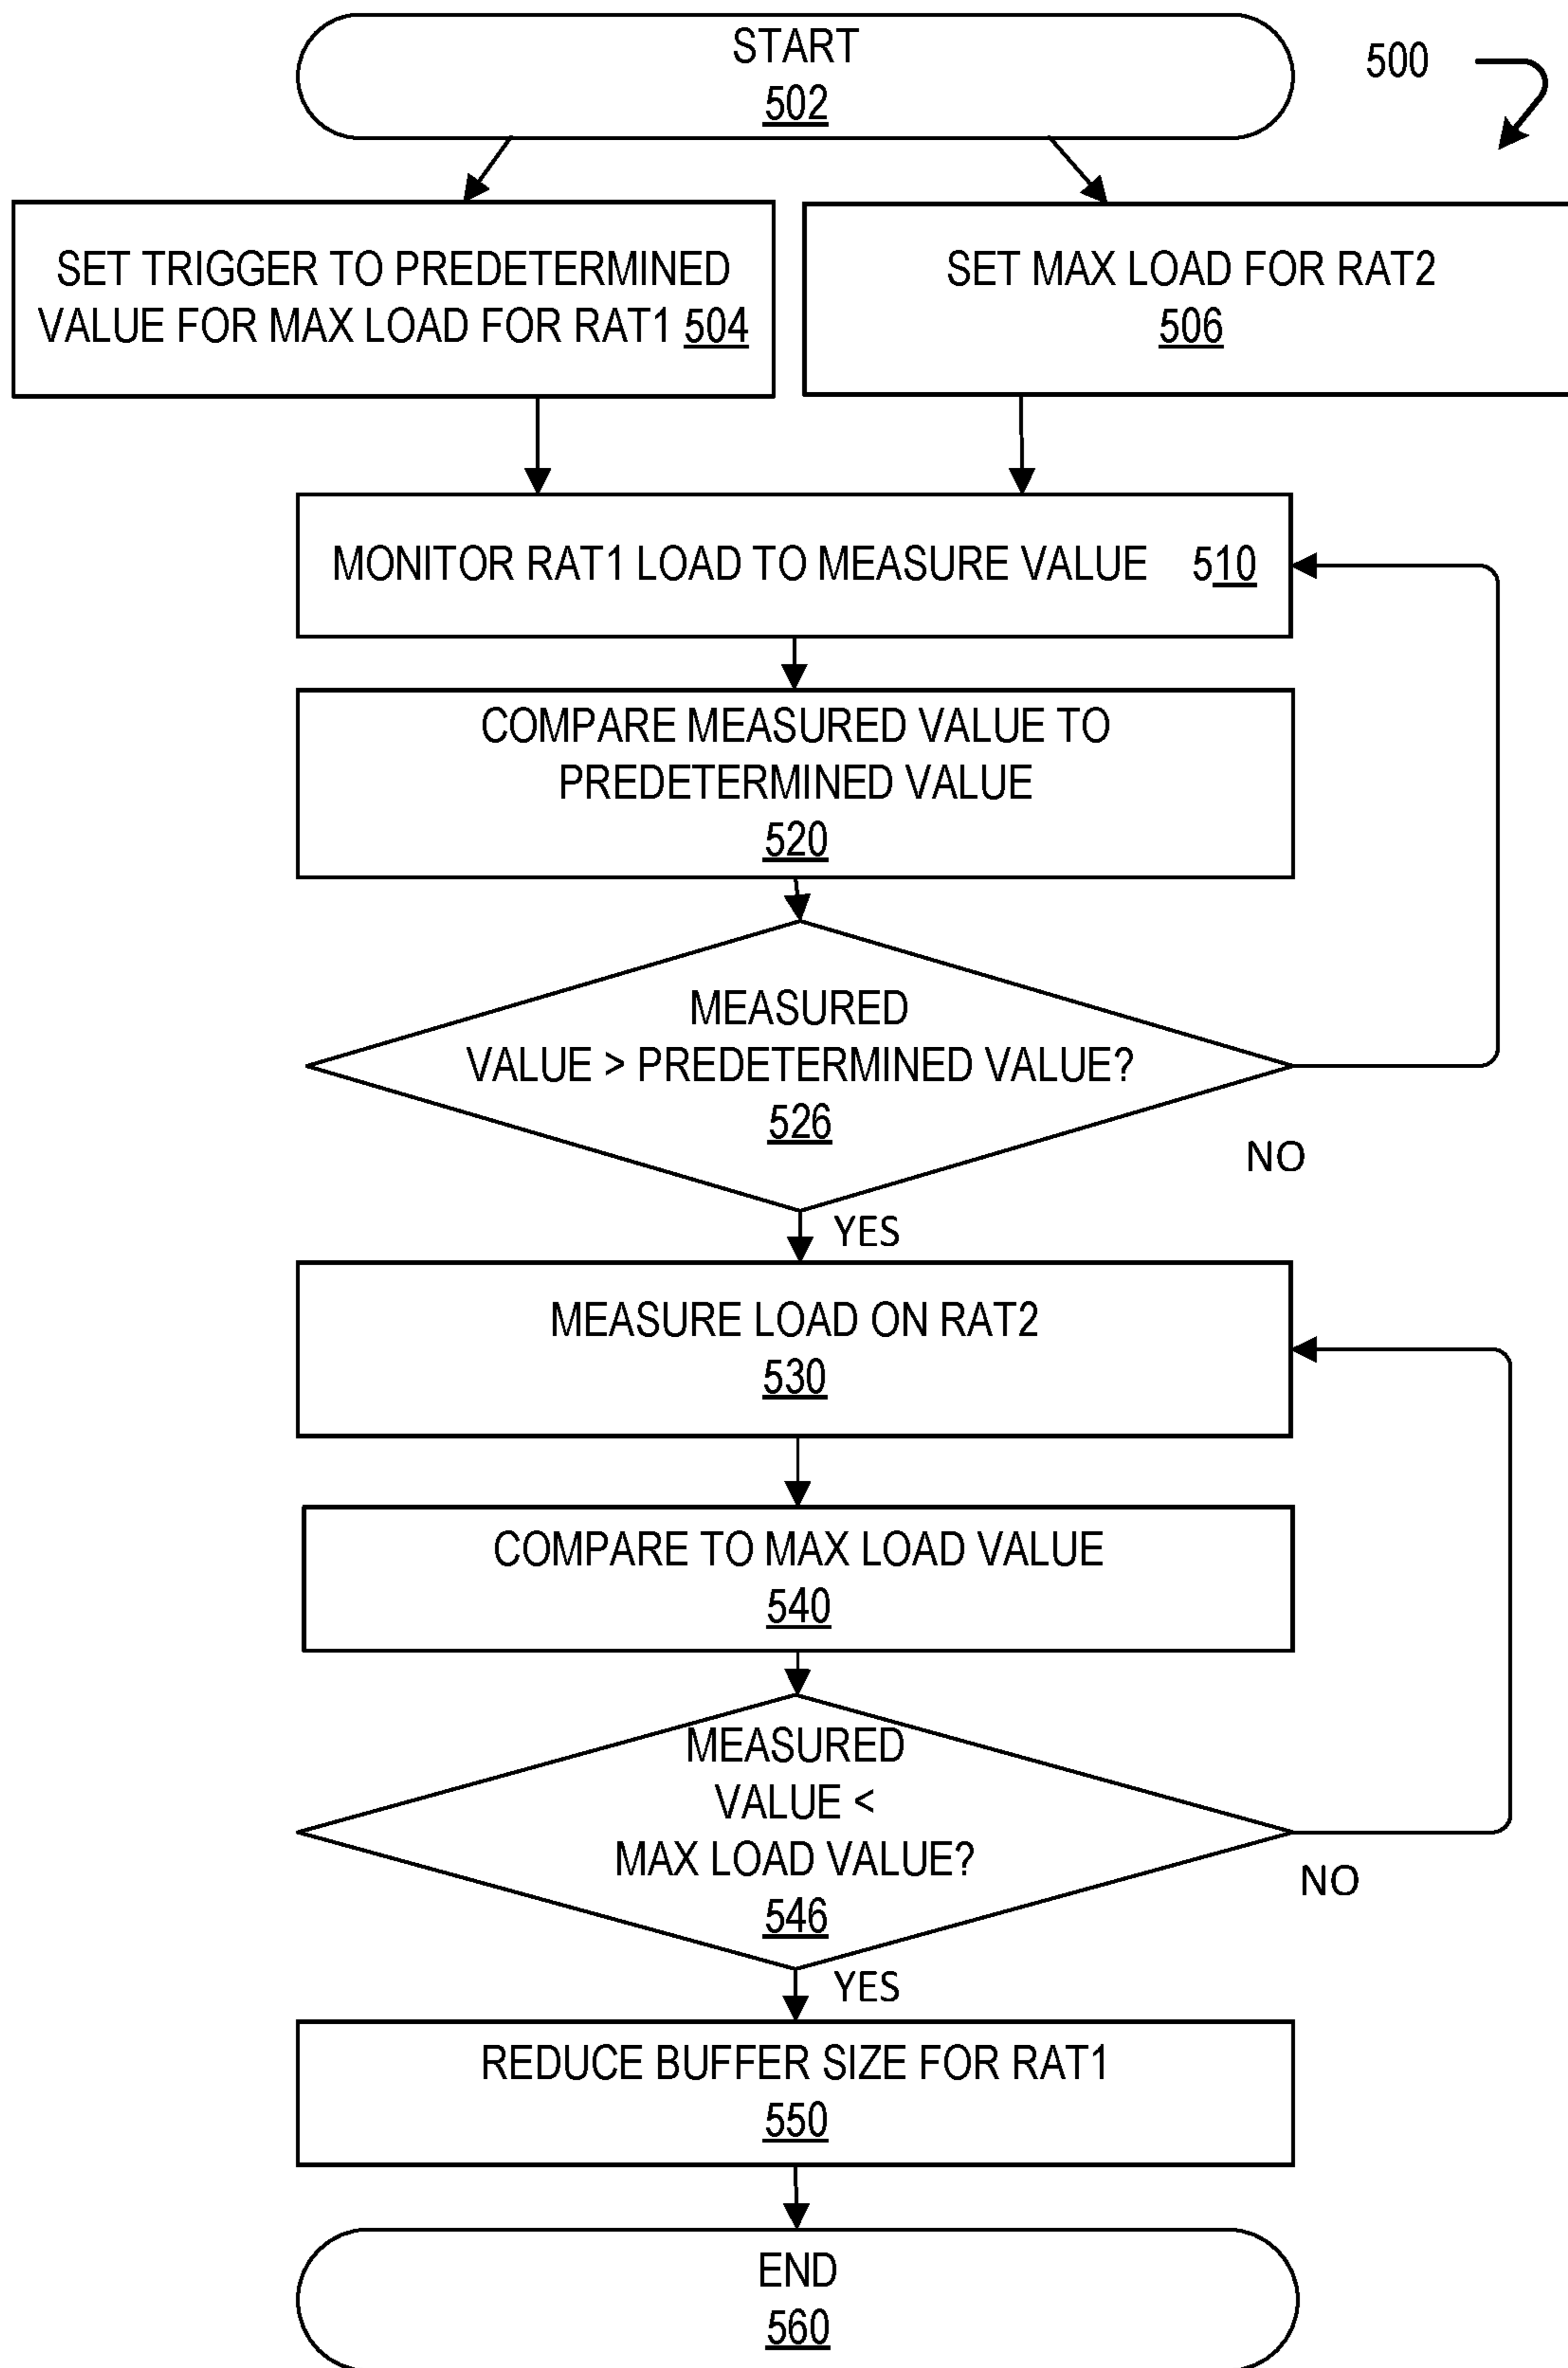 START
502
500
SET TRIGGER TO PREDETERMINED
VALUE FOR MAX LOAD FOR RAT1 504
SET MAX LOAD FOR RAT2
506
MONITOR RAT1 LOAD TO MEASURE VALUE 510
COMPARE MEASURED VALUE TO
PREDETERMINED VALUE
520
MEASURED
VALUE > PREDETERMINED VALUE?
526
NO
YES
MEASURE LOAD ON RAT2
530
COMPARE TO MAX LOAD VALUE
540
MEASURED
VALUE <
MAX LOAD VALUE?
546
NO
YES
REDUCE BUFFER SIZE FOR RAT1
550
END
560